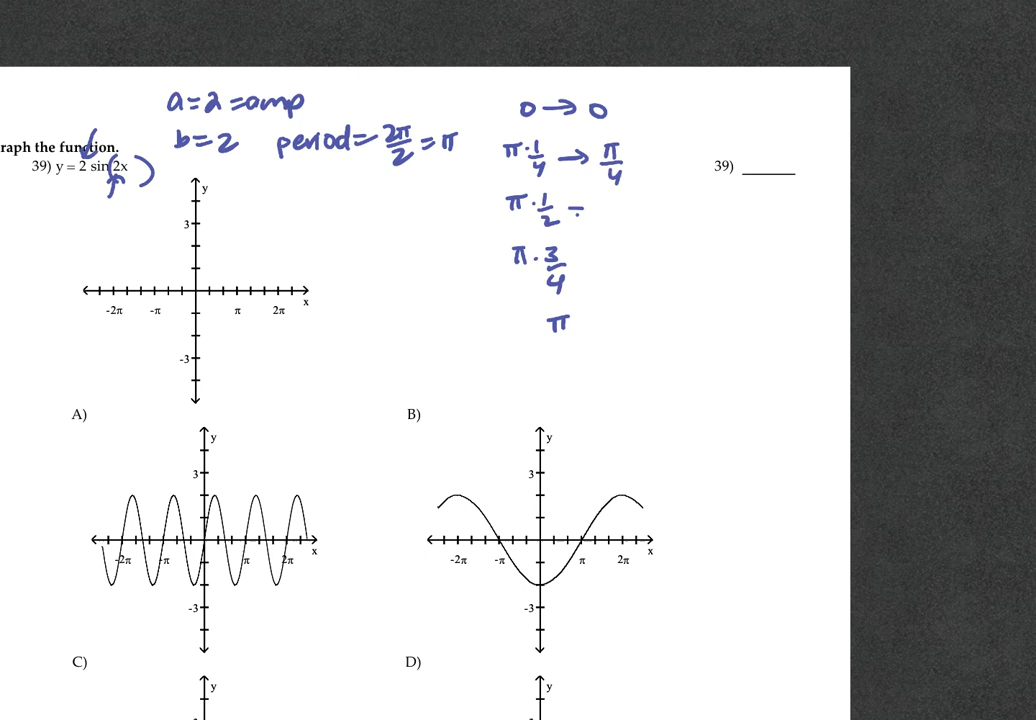 a = 2 = amp
0 → 0
b = 2 period = 2π/2 = π
raph the function.
π · 1/4 → π/4
39) y = 2 sin(2x )
39) ______
π · 1/2 =
π · 3/4
π
y
3
-2π -π π 2π x
-3
A)
B)
y
3
-2π -π π 2π x
-3
y
3
-2π -π π 2π x
-3
C)
D)
y
y